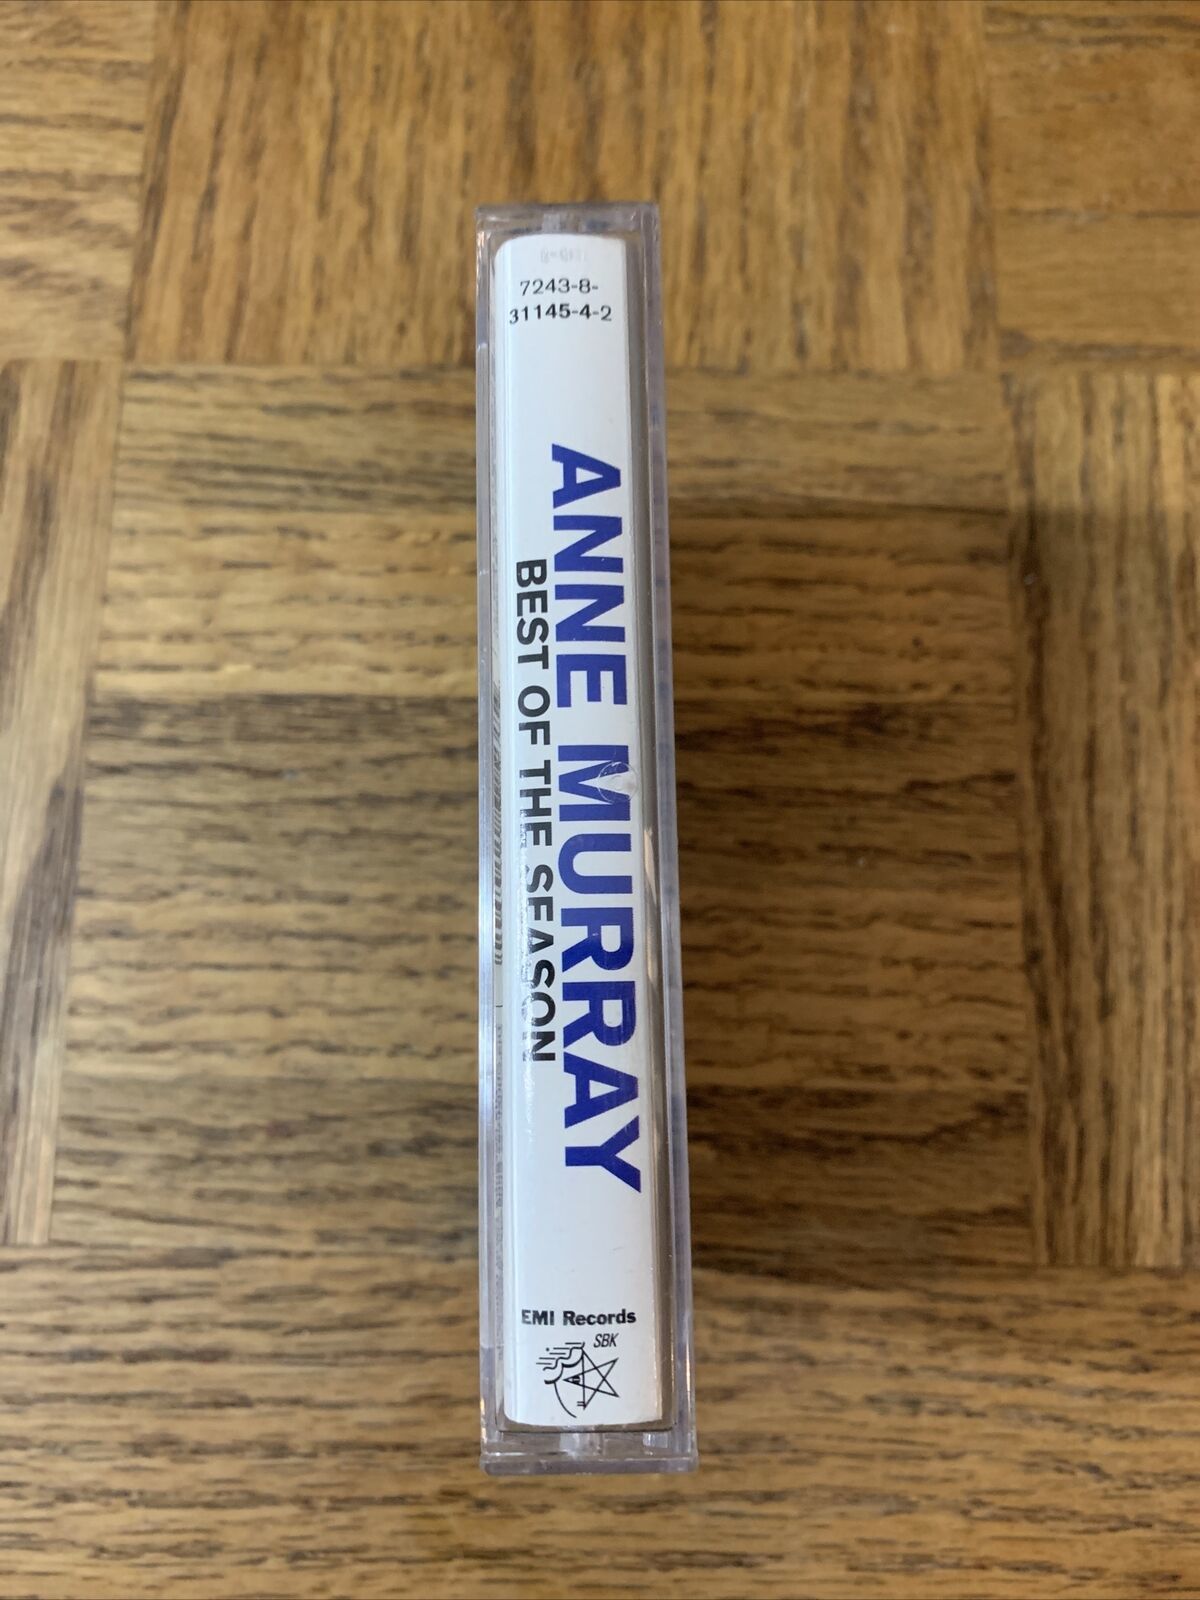 7243-8-
31145-4-2
ANNE MURRAY
BEST OF THE SEASON
EMI Records
SBK